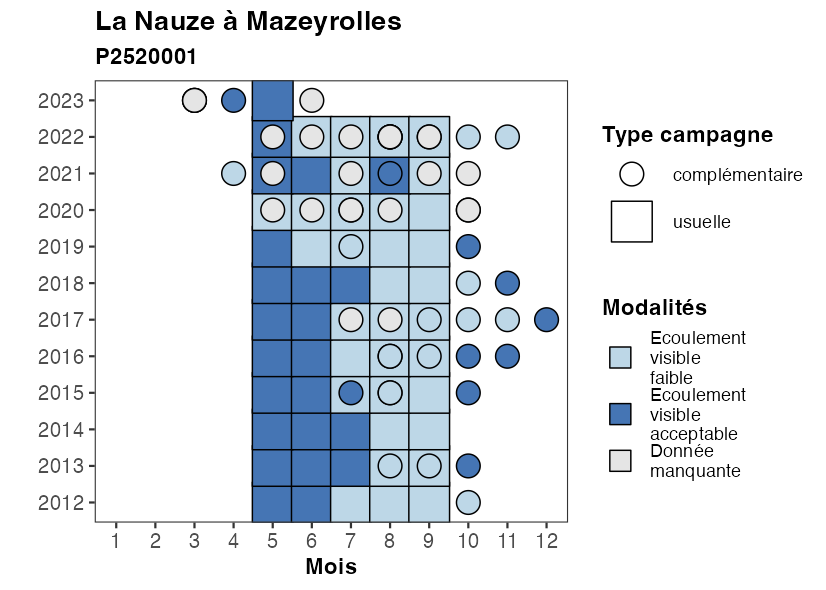 La Nauze à Mazeyrolles
P2520001
2023
2022
2021
2020
2019
2018
2017
2016
2015
2014
2013
2012
1 2 3 4 5 6 7 8 9 10 11 12
Mois
Type campagne
complémentaire
usuelle
Modalités
Ecoulement
visible
faible
Ecoulement
visible
acceptable
Donnée
manquante